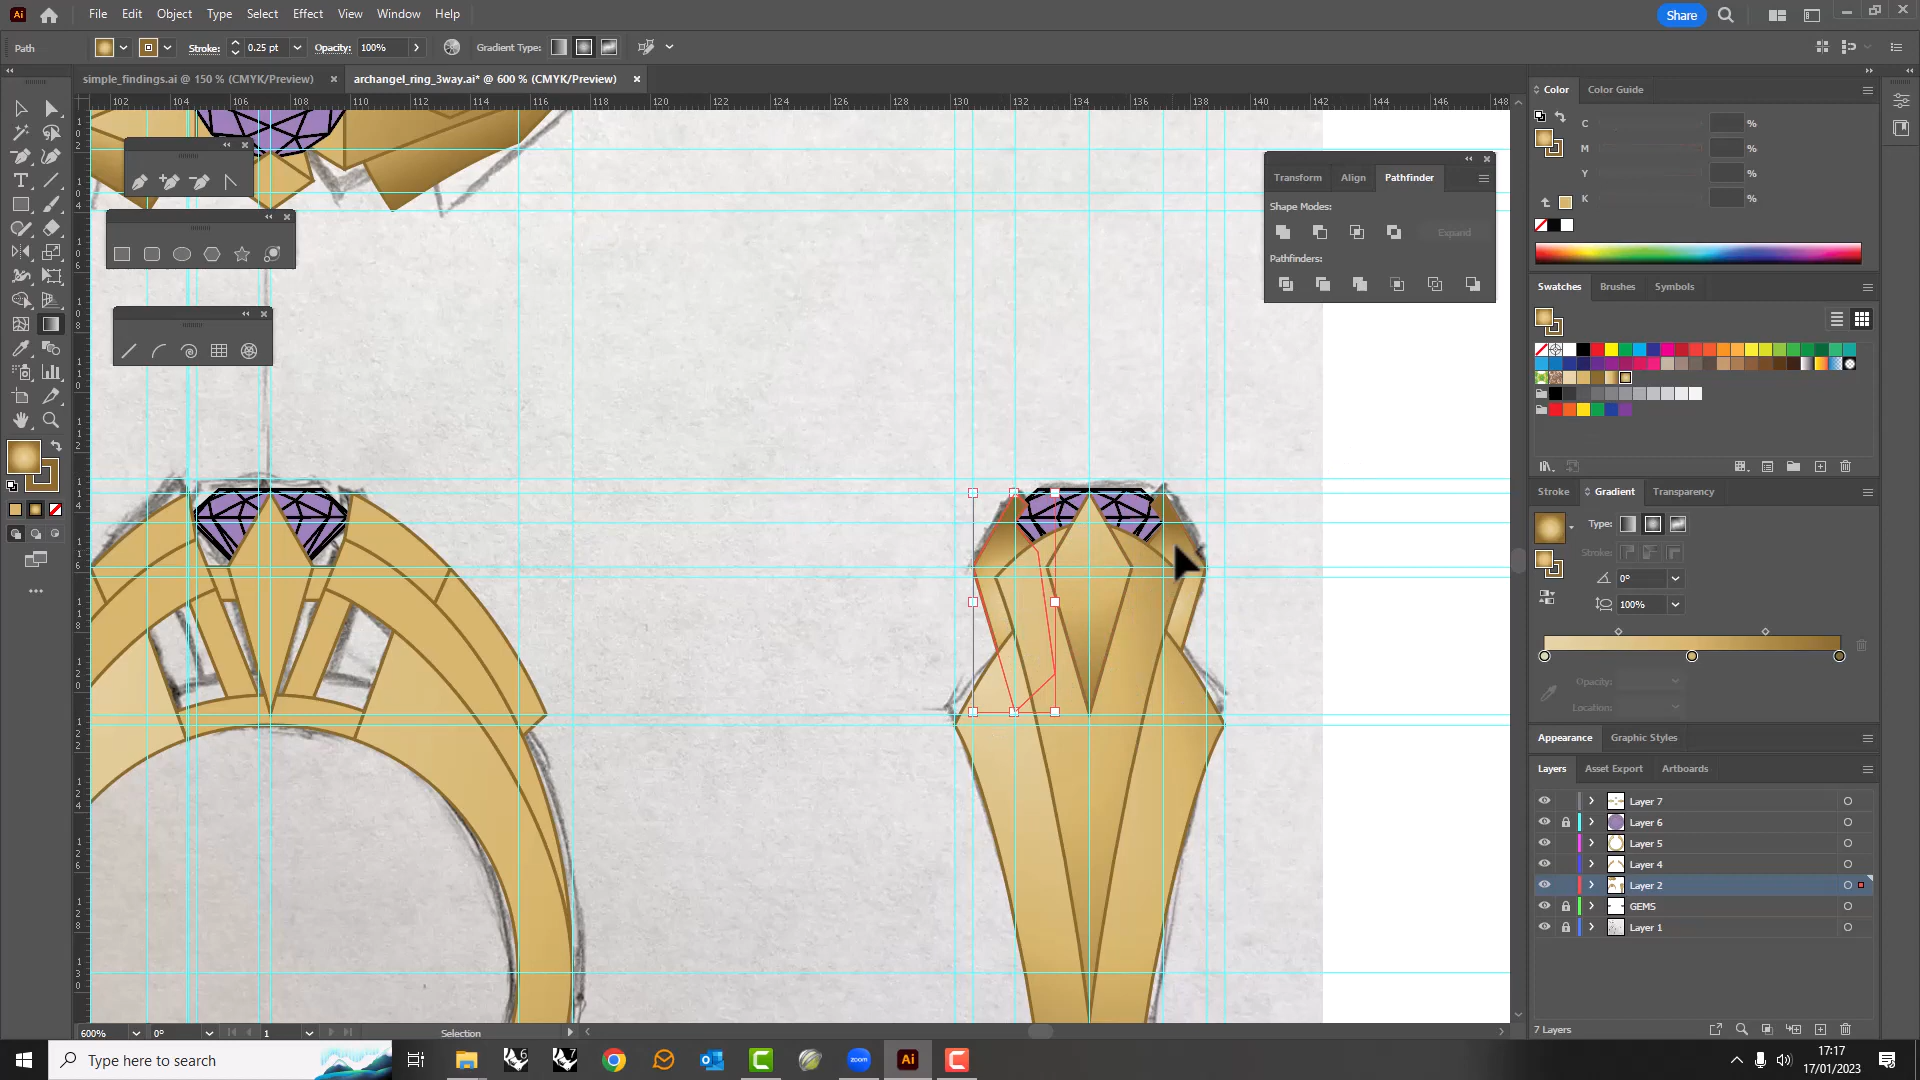 Ai
File Edit Object Type Select Effect View Window Help
Share
Path
Stroke: 0.25 pt
Opacity: 100%
Gradient Type:
simple_findings.ai @ 150 % (CMYK/Preview)
archangel_ring_3way.ai* @ 600 % (CMYK/Preview)
102 104 106 108 110 112 114 116 118 120 122 124 126 128 130 132 134 136 138 140 142 144 146 148
Transform Align Pathfinder
Shape Modes:
Expand
Pathfinders:
Color Color Guide
C %
M %
Y %
K %
Swatches Brushes Symbols
Stroke Gradient Transparency
Type:
Stroke:
0°
100%
Opacity:
Location:
Appearance Graphic Styles
Layers Asset Export Artboards
Layer 7
Layer 6
Layer 5
Layer 4
Layer 2
GEMS
Layer 1
7 Layers
600% 0° 1 Selection
Type here to search
zoom
Ai
17:17
17/01/2023